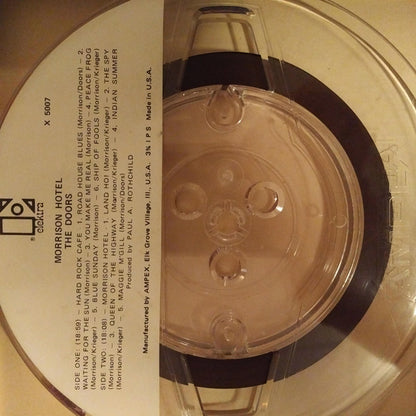 elektra ®
X 5007
MORRISON HOTEL
THE DOORS
SIDE ONE: (18:59) – HARD ROCK CAFE 1. ROAD HOUSE BLUES (Morrison/Doors) – 2.
WAITING FOR THE SUN (Morrison) – 3. YOU MAKE ME REAL (Morrison) – 4. PEACE FROG
(Morrison/Krieger) – 5. BLUE SUNDAY (Morrison) – 6. SHIP OF FOOLS (Morrison/Krieger)
SIDE TWO: (18:08) – MORRISON HOTEL - 1. LAND HO! (Morrison/Krieger) – 2. THE SPY
(Morrison) – 3. QUEEN OF THE HIGHWAY (Morrison/Krieger) – 4. INDIAN SUMMER
(Morrison/Krieger) – 5. MAGGIE M'GILL (Morrison/Doors)
Produced by PAUL A. ROTHCHILD
Manufactured by AMPEX, Elk Grove Village, Ill., U.S.A. 3¾ IPS Made in U.S.A.